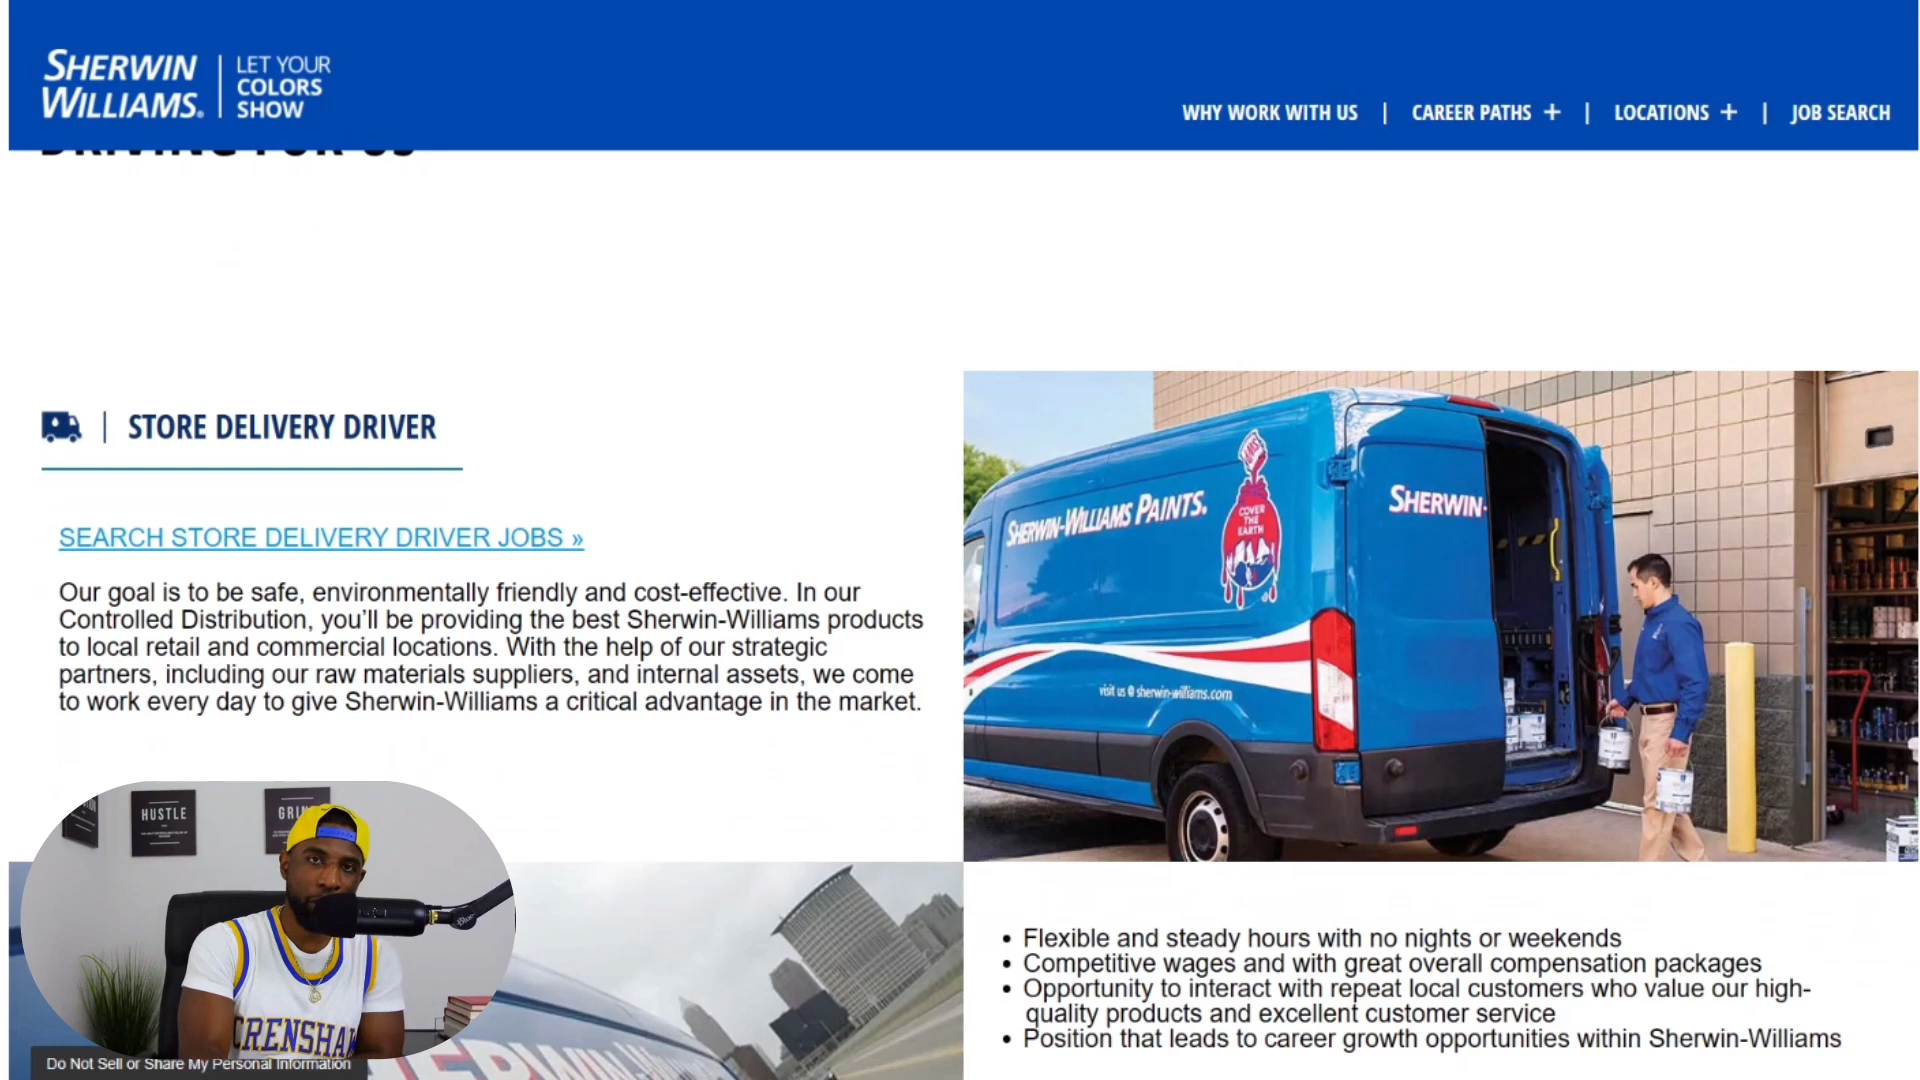 SHERWIN
WILLIAMS.
LET YOUR
COLORS
SHOW
WHY WORK WITH US | CAREER PATHS + | LOCATIONS + | JOB SEARCH
DRIVING FOR US
STORE DELIVERY DRIVER
SEARCH STORE DELIVERY DRIVER JOBS »
Our goal is to be safe, environmentally friendly and cost-effective. In our
Controlled Distribution, you’ll be providing the best Sherwin-Williams products
to local retail and commercial locations. With the help of our strategic
partners, including our raw materials suppliers, and internal assets, we come
to work every day to give Sherwin-Williams a critical advantage in the market.
SHERWIN-WILLIAMS PAINTS.
COVER
THE
EARTH
SHERWIN-
visit us @ sherwin-williams.com
HUSTLE
GRIN
CRENSHAW
• Flexible and steady hours with no nights or weekends
• Competitive wages and with great overall compensation packages
• Opportunity to interact with repeat local customers who value our high-
quality products and excellent customer service
• Position that leads to career growth opportunities within Sherwin-Williams
Do Not Sell or Share My Personal Information